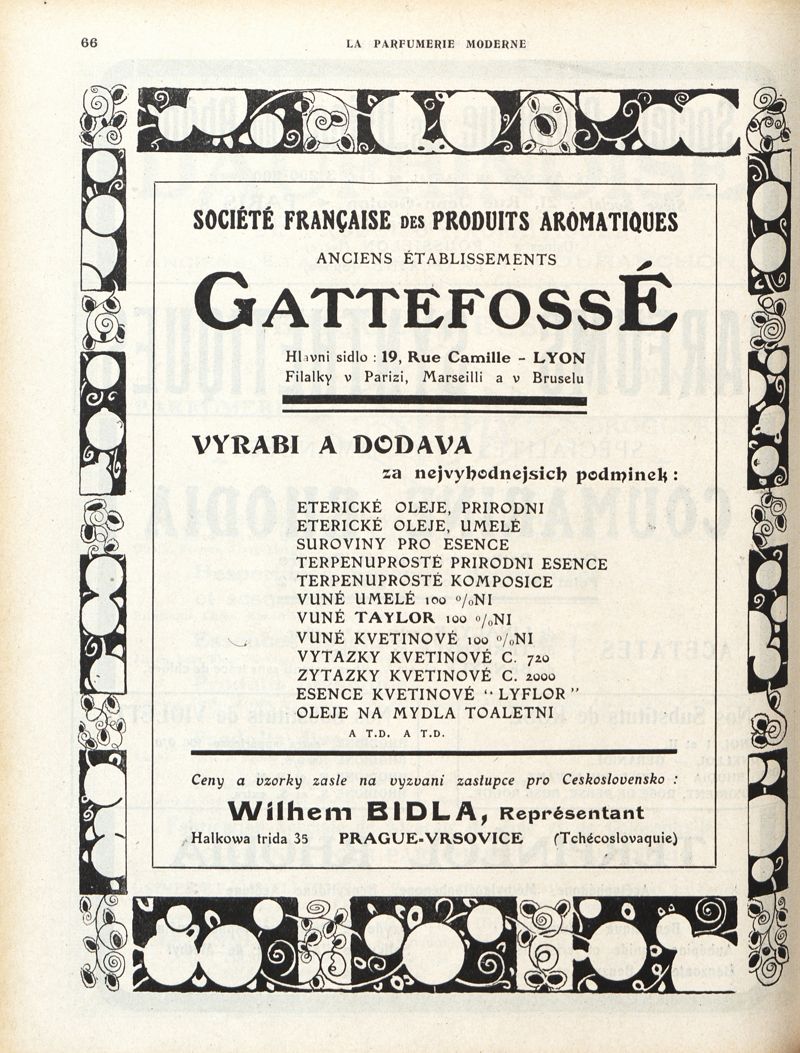 66
LA PARFUMERIE MODERNE
SOCIÉTÉ FRANÇAISE DES PRODUITS AROMATIQUES
ANCIENS ÉTABLISSEMENTS
GATTEFOSSÉ
Hlavni sidlo : 19, Rue Camille - LYON
Filalky v Parizi, Marseilli a v Bruselu
VYRABI A DODAVA
za nejvyhodnejsich podminek :
ETERICKÉ OLEJE, PRIRODNI
ETERICKÉ OLEJE, UMELÉ
SUROVINY PRO ESENCE
TERPENUPROSTÉ PRIRODNI ESENCE
TERPENUPROSTÉ KOMPOSICE
VUNÉ UMELÉ 100 %NI
VUNÉ TAYLOR 100 %NI
VUNÉ KVETINOVÉ 100 %NI
VYTAZKY KVETINOVÉ C. 720
ZYTAZKY KVETINOVÉ C. 2000
ESENCE KVETINOVÉ “LYFLOR”
OLEJE NA MYDLA TOALETNI
A T.D. A T.D.
Ceny a vzorky zasle na vyzvani zastupce pro Ceskoslovensko :
Wilhem BIDLA, Représentant
Halkowa trida 35 PRAGUE-VRSOVICE (Tchécoslovaquie)